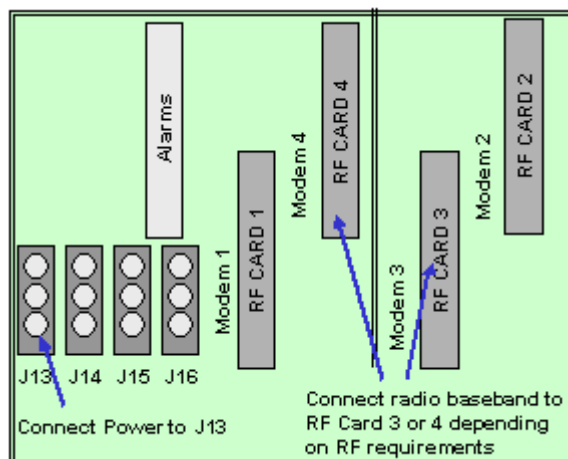 Alarms
Modem 1
RF CARD 1
Modem 4
RF CARD 4
Modem 3
RF CARD 3
Modem 2
RF CARD 2
J13 J14 J15 J16
Connect Power to J13
Connect radio baseband to
RF Card 3 or 4 depending
on RF requirements